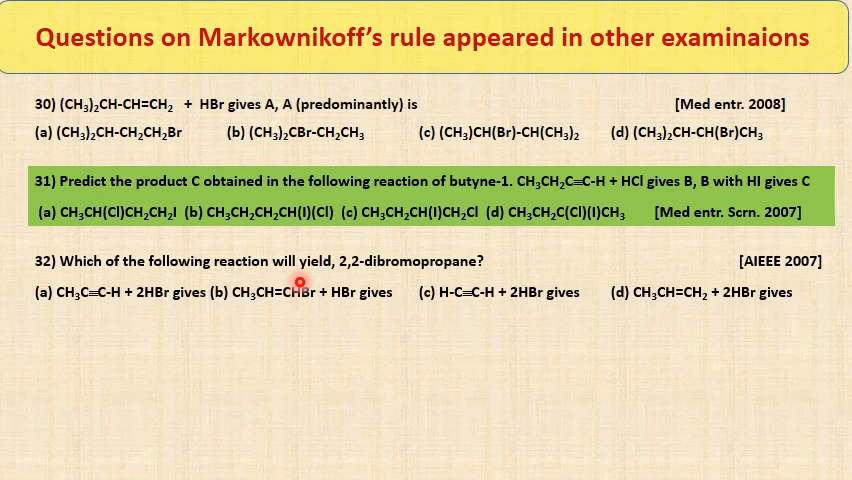 Questions on Markownikoff's rule appeared in other examinaions
30) (CH₃)₂CH-CH=CH₂ + HBr gives A, A (predominantly) is [Med entr. 2008]
(a) (CH₃)₂CH-CH₂CH₂Br (b) (CH₃)₂CBr-CH₂CH₃ (c) (CH₃)CH(Br)-CH(CH₃)₂ (d) (CH₃)₂CH-CH(Br)CH₃
31) Predict the product C obtained in the following reaction of butyne-1. CH₃CH₂C≡C-H + HCl gives B, B with HI gives C
(a) CH₃CH(Cl)CH₂CH₂I (b) CH₃CH₂CH₂CH(I)(Cl) (c) CH₃CH₂CH(I)CH₂Cl (d) CH₃CH₂C(Cl)(I)CH₃ [Med entr. Scrn. 2007]
32) Which of the following reaction will yield, 2,2-dibromopropane? [AIEEE 2007]
(a) CH₃C≡C-H + 2HBr gives (b) CH₃CH=CHBr + HBr gives (c) H-C≡C-H + 2HBr gives (d) CH₃CH=CH₂ + 2HBr gives